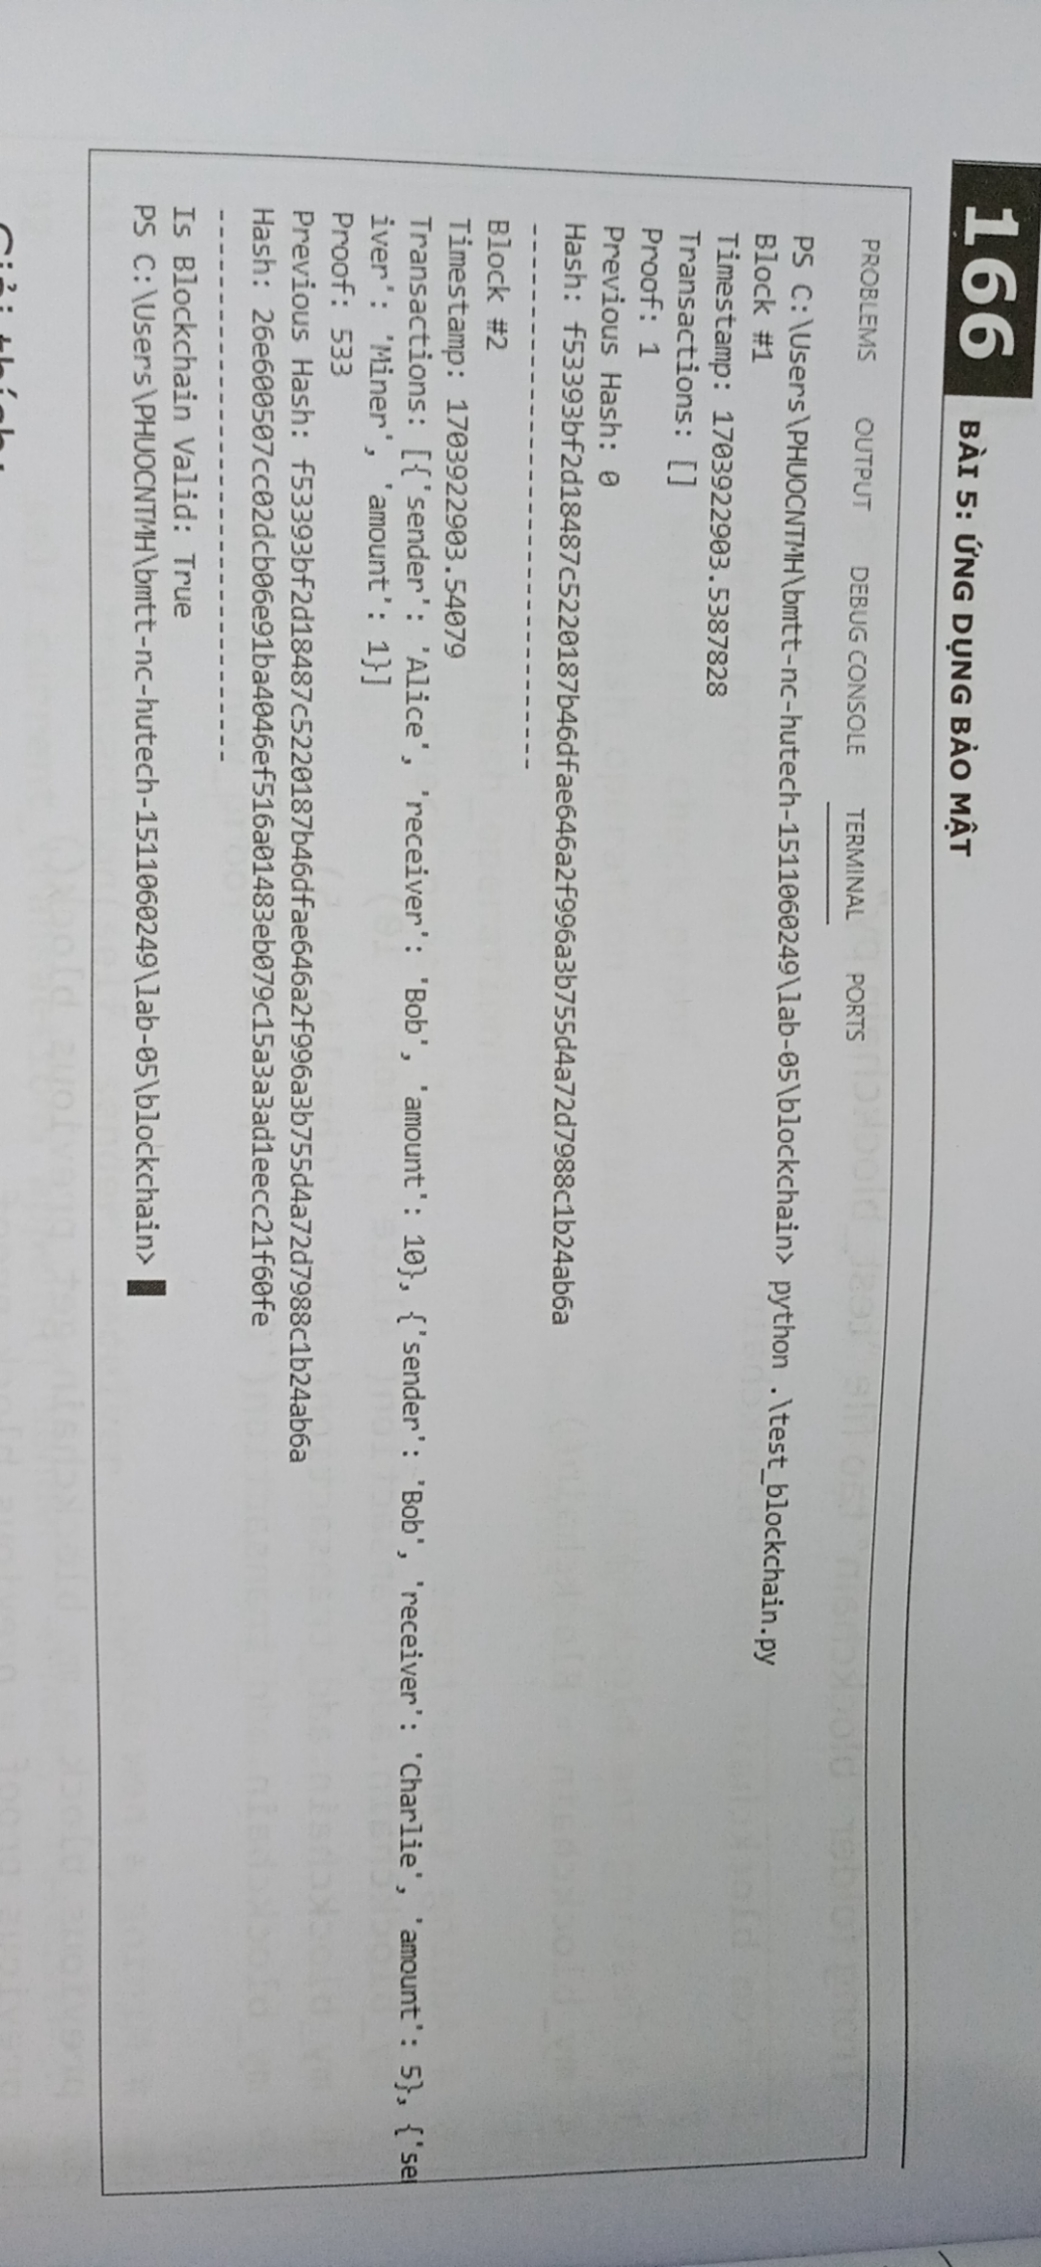 166 BÀI 5: ỨNG DỤNG BẢO MẬT
PROBLEMS OUTPUT DEBUG CONSOLE TERMINAL PORTS
PS C:\Users\PHUOCNTMH\bmtt-nc-hutech-1511060249\lab-05\blockchain> python .\test_blockchain.py
Block #1
Timestamp: 1703922903.5387828
Transactions: []
Proof: 1
Previous Hash: 0
Hash: f53393bf2d18487c5220187b46dfae646a2f996a3b755d4a72d7988c1b24ab6a
------------------------------
Block #2
Timestamp: 1703922903.54079
Transactions: [{'sender': 'Alice', 'receiver': 'Bob', 'amount': 10}, {'sender': 'Bob', 'receiver': 'Charlie', 'amount': 5}, {'se
iver': 'Miner', 'amount': 1}]
Proof: 533
Previous Hash: f53393bf2d18487c5220187b46dfae646a2f996a3b755d4a72d7988c1b24ab6a
Hash: 26e600507cc02dcb06e91ba4046ef516a01483eb079c15a3a3ad1eecc21f60fe
------------------------------
Is Blockchain Valid: True
PS C:\Users\PHUOCNTMH\bmtt-nc-hutech-1511060249\lab-05\blockchain>